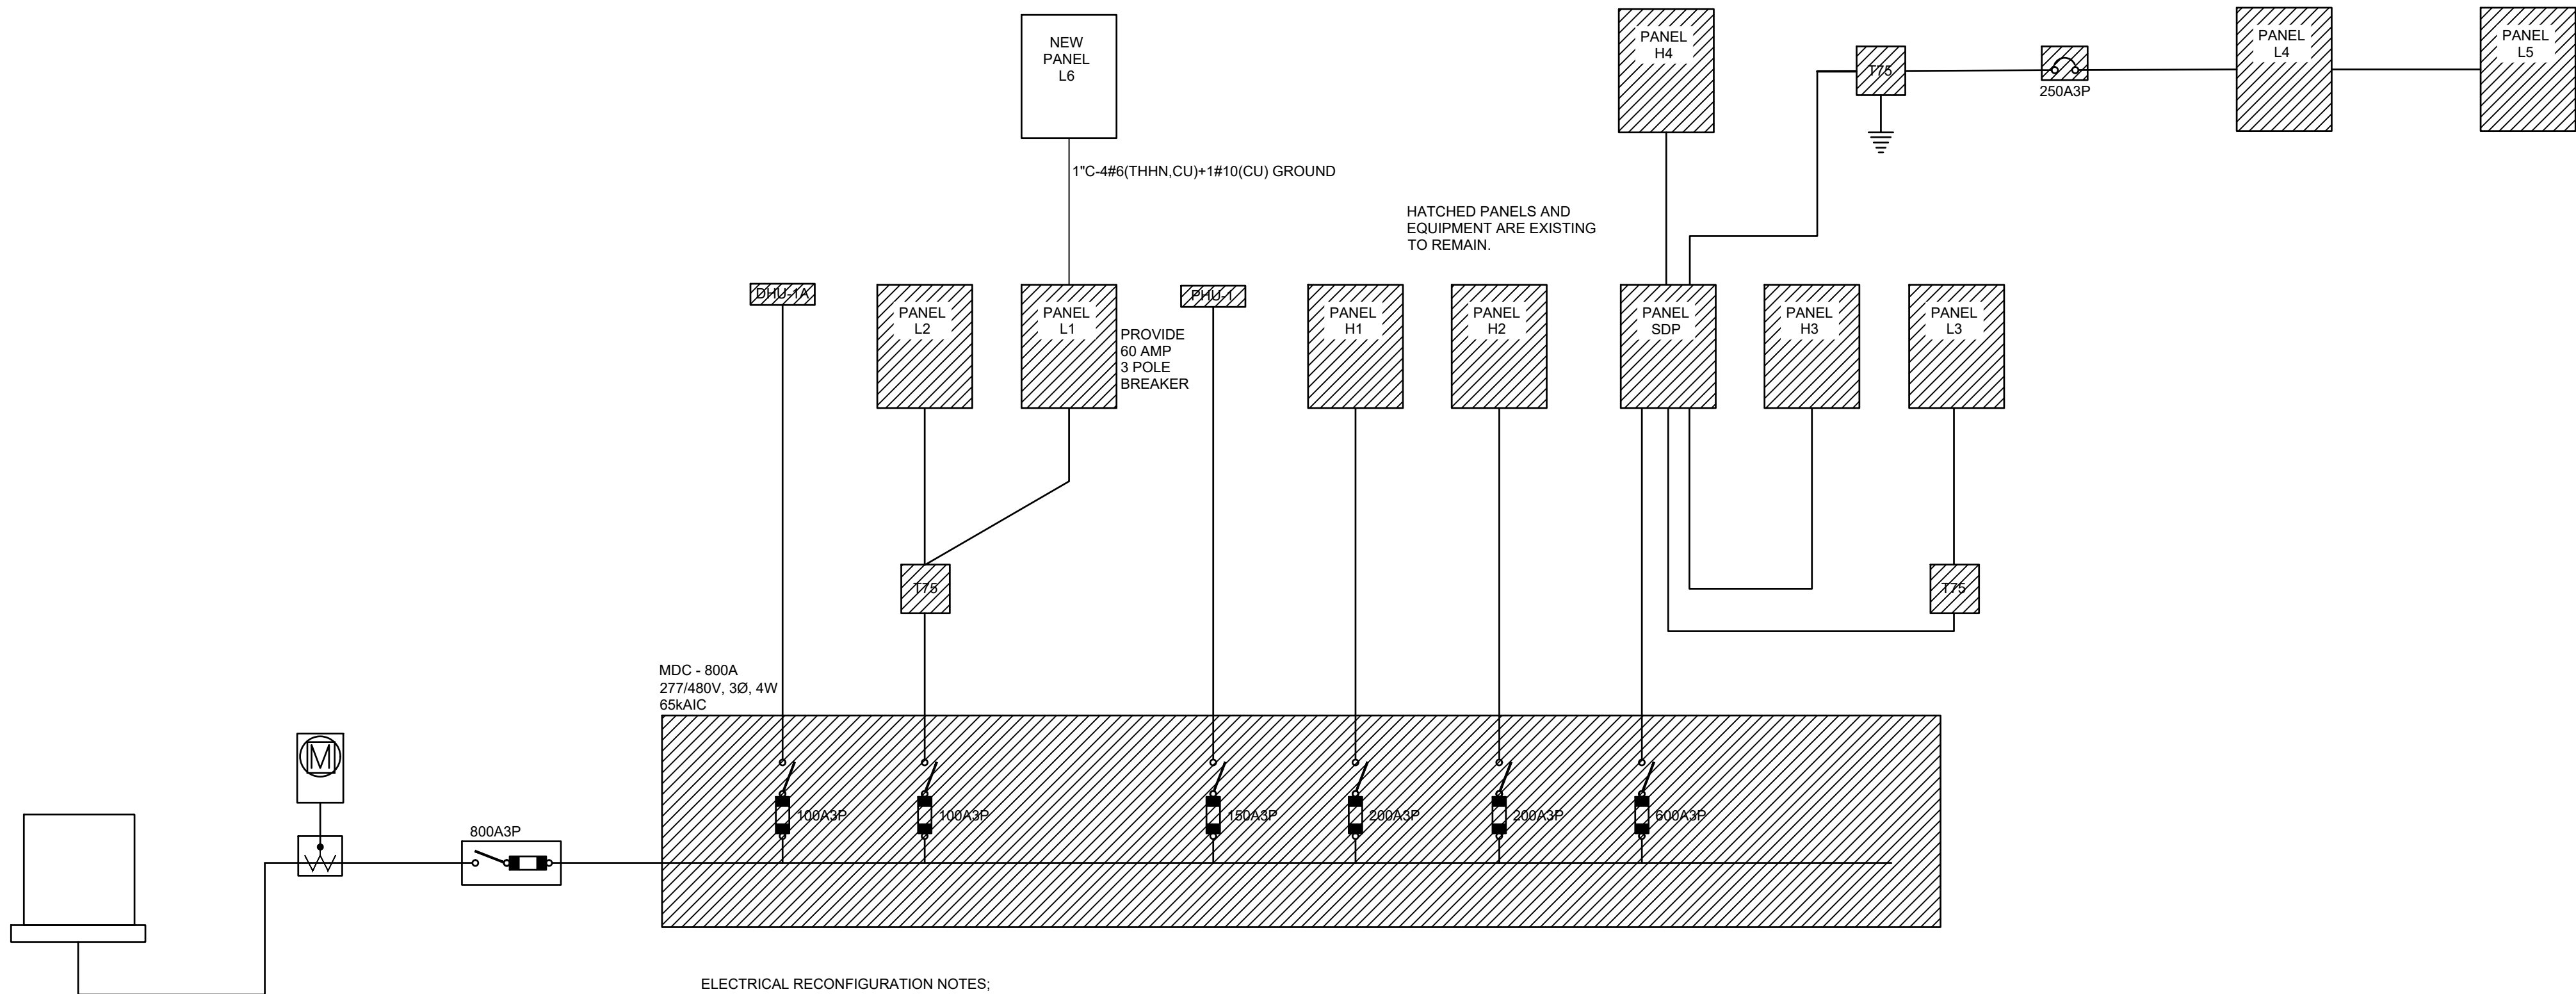 NEW
PANEL
L6
PANEL
H4
T75
250A3P
PANEL
L4
PANEL
L5
1"C-4#6(THHN,CU)+1#10(CU) GROUND
HATCHED PANELS AND
EQUIPMENT ARE EXISTING
TO REMAIN.
DHU-1A
PANEL
L2
PANEL
L1
PROVIDE
60 AMP
3 POLE
BREAKER
PHU-1
PANEL
H1
PANEL
H2
PANEL
SDP
PANEL
H3
PANEL
L3
T75
T75
MDC - 800A
277/480V, 3Ø, 4W
65kAIC
M
800A3P
100A3P
100A3P
150A3P
200A3P
200A3P
600A3P
ELECTRICAL RECONFIGURATION NOTES;